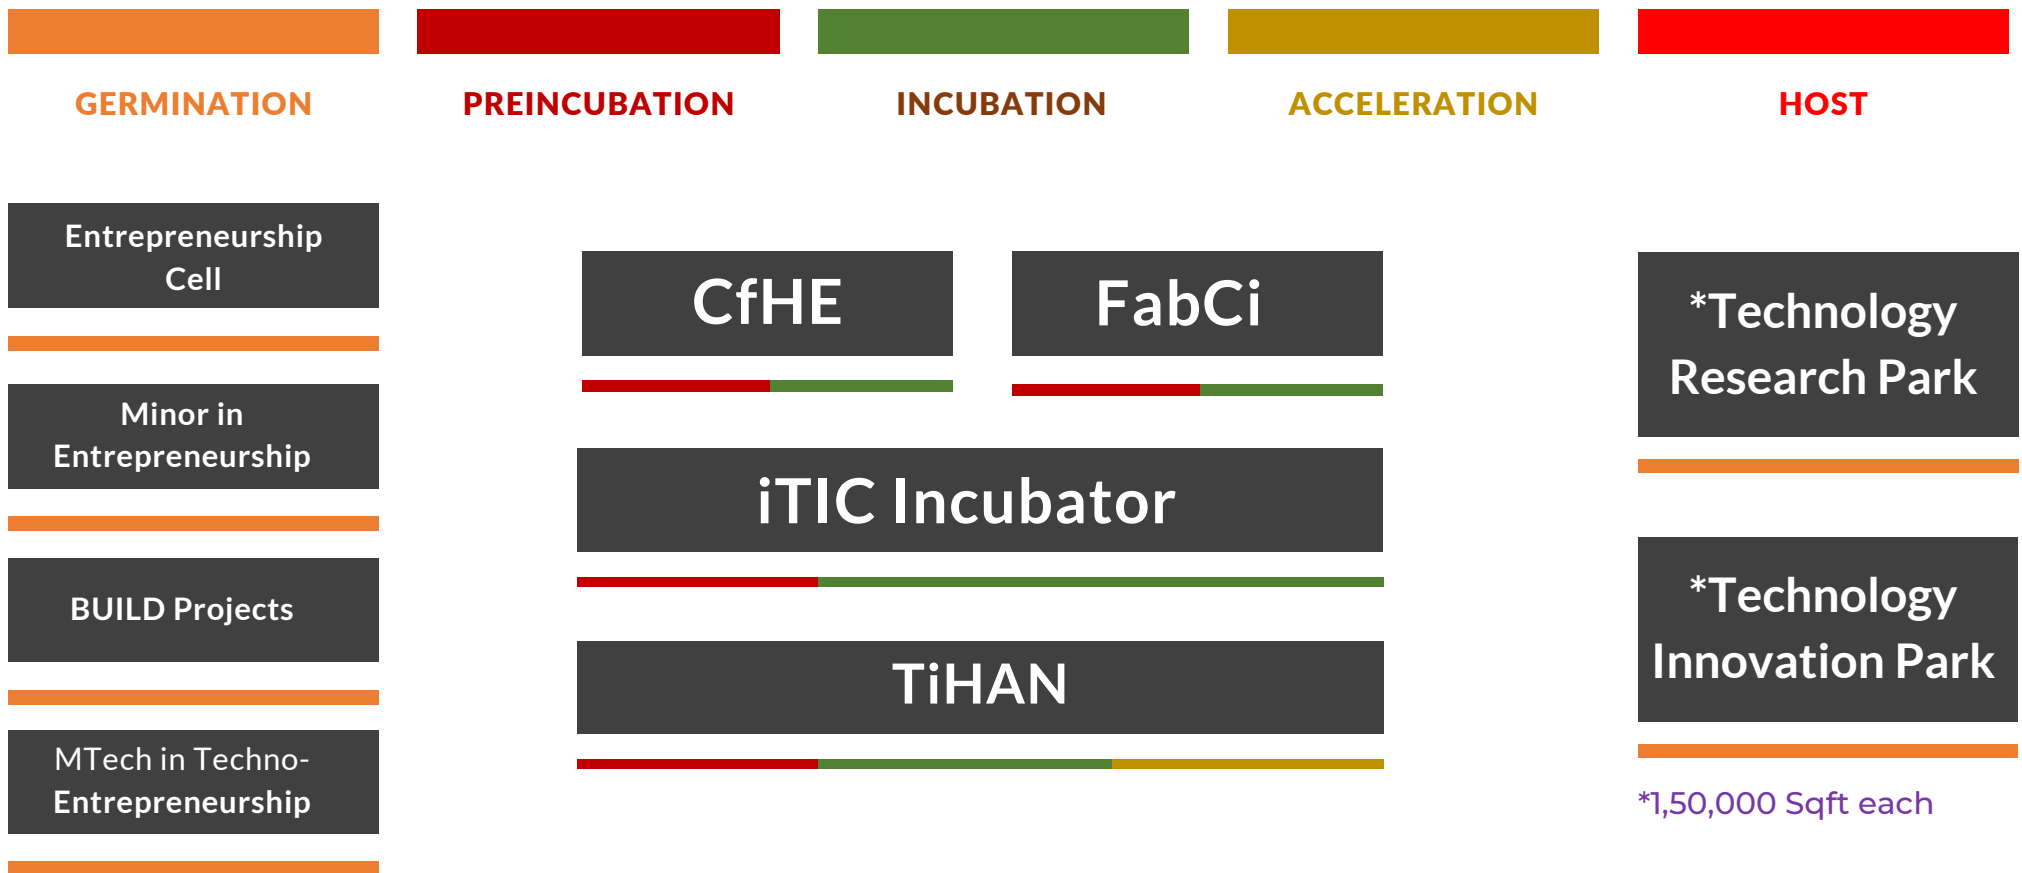 GERMINATION
PREINCUBATION
INCUBATION
ACCELERATION
HOST
Entrepreneurship
Cell
Minor in
Entrepreneurship
BUILD Projects
MTech in Techno-
Entrepreneurship
CfHE
FabCi
iTIC Incubator
TiHAN
*Technology
Research Park
*Technology
Innovation Park
*1,50,000 Sqft each